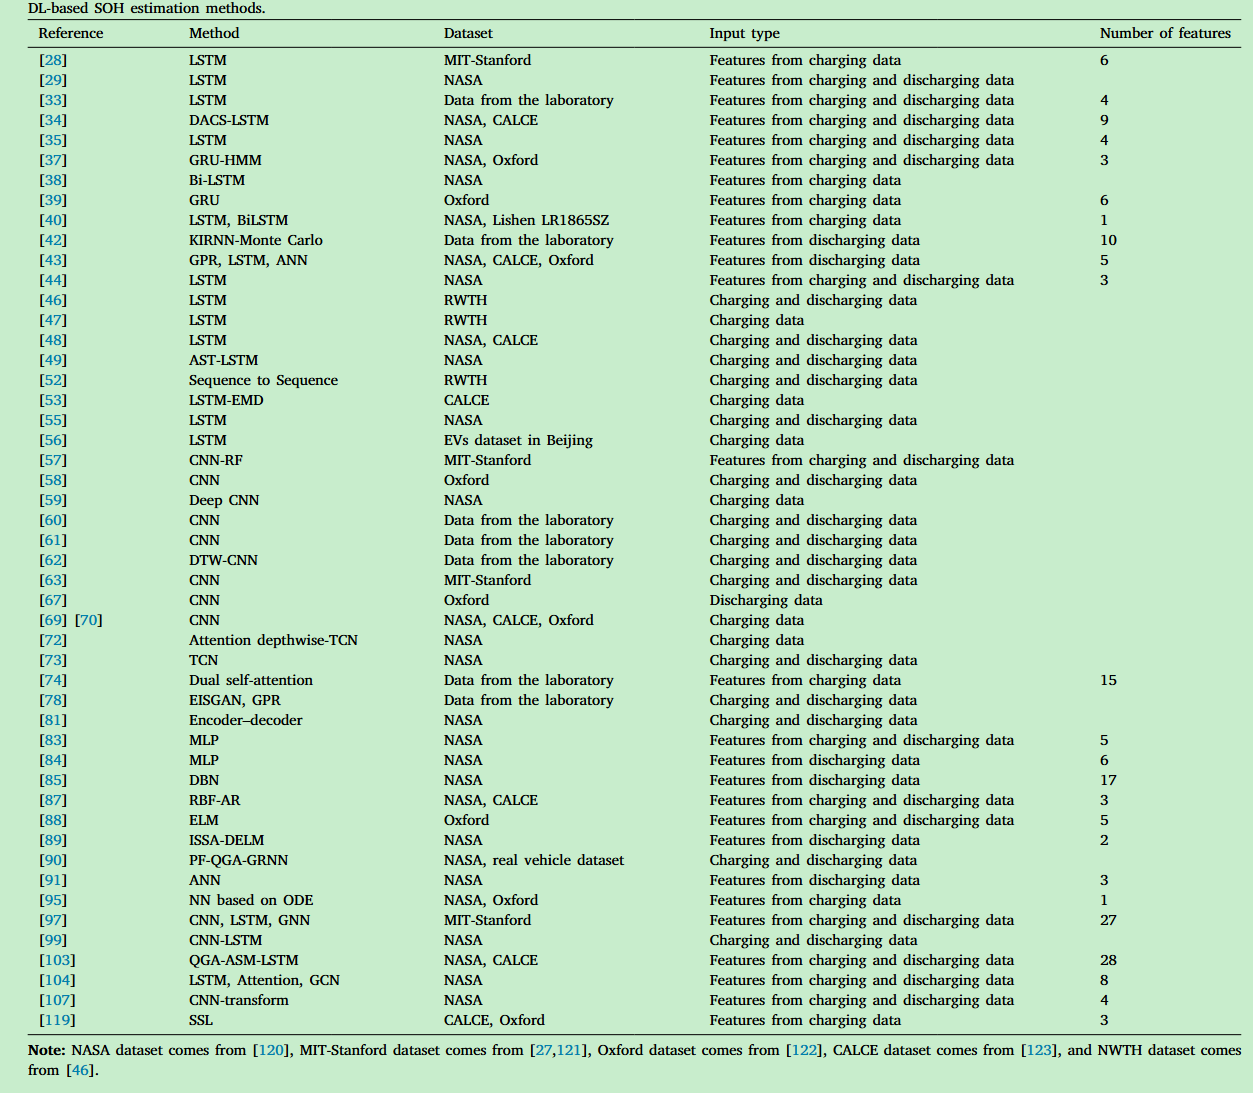 DL-based SOH estimation methods.
Reference Method Dataset Input type Number of features
[28] LSTM MIT-Stanford Features from charging data 6
[29] LSTM NASA Features from charging and discharging data
[33] LSTM Data from the laboratory Features from charging and discharging data 4
[34] DACS-LSTM NASA, CALCE Features from charging and discharging data 9
[35] LSTM NASA Features from charging and discharging data 4
[37] GRU-HMM NASA, Oxford Features from charging and discharging data 3
[38] Bi-LSTM NASA Features from charging data
[39] GRU Oxford Features from charging data 6
[40] LSTM, BiLSTM NASA, Lishen LR1865SZ Features from charging data 1
[42] KIRNN-Monte Carlo Data from the laboratory Features from discharging data 10
[43] GPR, LSTM, ANN NASA, CALCE, Oxford Features from discharging data 5
[44] LSTM NASA Features from charging and discharging data 3
[46] LSTM RWTH Charging and discharging data
[47] LSTM RWTH Charging data
[48] LSTM NASA, CALCE Charging and discharging data
[49] AST-LSTM NASA Charging and discharging data
[52] Sequence to Sequence RWTH Charging and discharging data
[53] LSTM-EMD CALCE Charging data
[55] LSTM NASA Charging and discharging data
[56] LSTM EVs dataset in Beijing Charging data
[57] CNN-RF MIT-Stanford Features from charging and discharging data
[58] CNN Oxford Charging and discharging data
[59] Deep CNN NASA Charging data
[60] CNN Data from the laboratory Charging and discharging data
[61] CNN Data from the laboratory Charging and discharging data
[62] DTW-CNN Data from the laboratory Charging and discharging data
[63] CNN MIT-Stanford Charging and discharging data
[67] CNN Oxford Discharging data
[69] [70] CNN NASA, CALCE, Oxford Charging data
[72] Attention depthwise-TCN NASA Charging data
[73] TCN NASA Charging and discharging data
[74] Dual self-attention Data from the laboratory Features from charging data 15
[78] EISGAN, GPR Data from the laboratory Charging and discharging data
[81] Encoder–decoder NASA Charging and discharging data
[83] MLP NASA Features from charging and discharging data 5
[84] MLP NASA Features from discharging data 6
[85] DBN NASA Features from discharging data 17
[87] RBF-AR NASA, CALCE Features from charging and discharging data 3
[88] ELM Oxford Features from charging and discharging data 5
[89] ISSA-DELM NASA Features from discharging data 2
[90] PF-QGA-GRNN NASA, real vehicle dataset Charging and discharging data
[91] ANN NASA Features from discharging data 3
[95] NN based on ODE NASA, Oxford Features from charging data 1
[97] CNN, LSTM, GNN MIT-Stanford Features from charging and discharging data 27
[99] CNN-LSTM NASA Charging and discharging data
[103] QGA-ASM-LSTM NASA, CALCE Features from charging and discharging data 28
[104] LSTM, Attention, GCN NASA Features from charging and discharging data 8
[107] CNN-transform NASA Features from charging and discharging data 4
[119] SSL CALCE, Oxford Features from charging data 3
Note: NASA dataset comes from [120], MIT-Stanford dataset comes from [27,121], Oxford dataset comes from [122], CALCE dataset comes from [123], and NWTH dataset comes
from [46].